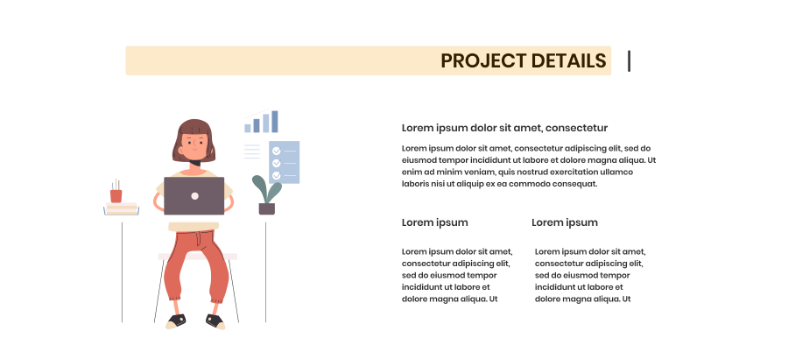 PROJECT DETAILS
Lorem ipsum dolor sit amet, consectetur
Lorem ipsum dolor sit amet, consectetur adipiscing elit, sed do
eiusmod tempor incididunt ut labore et dolore magna aliqua. Ut
enim ad minim veniam, quis nostrud exercitation ullamco
laboris nisi ut aliquip ex ea commodo consequat.
Lorem ipsum
Lorem ipsum dolor sit amet,
consectetur adipiscing elit,
sed do eiusmod tempor
incididunt ut labore et
dolore magna aliqua. Ut
Lorem ipsum
Lorem ipsum dolor sit amet,
consectetur adipiscing elit,
sed do eiusmod tempor
incididunt ut labore et
dolore magna aliqua. Ut